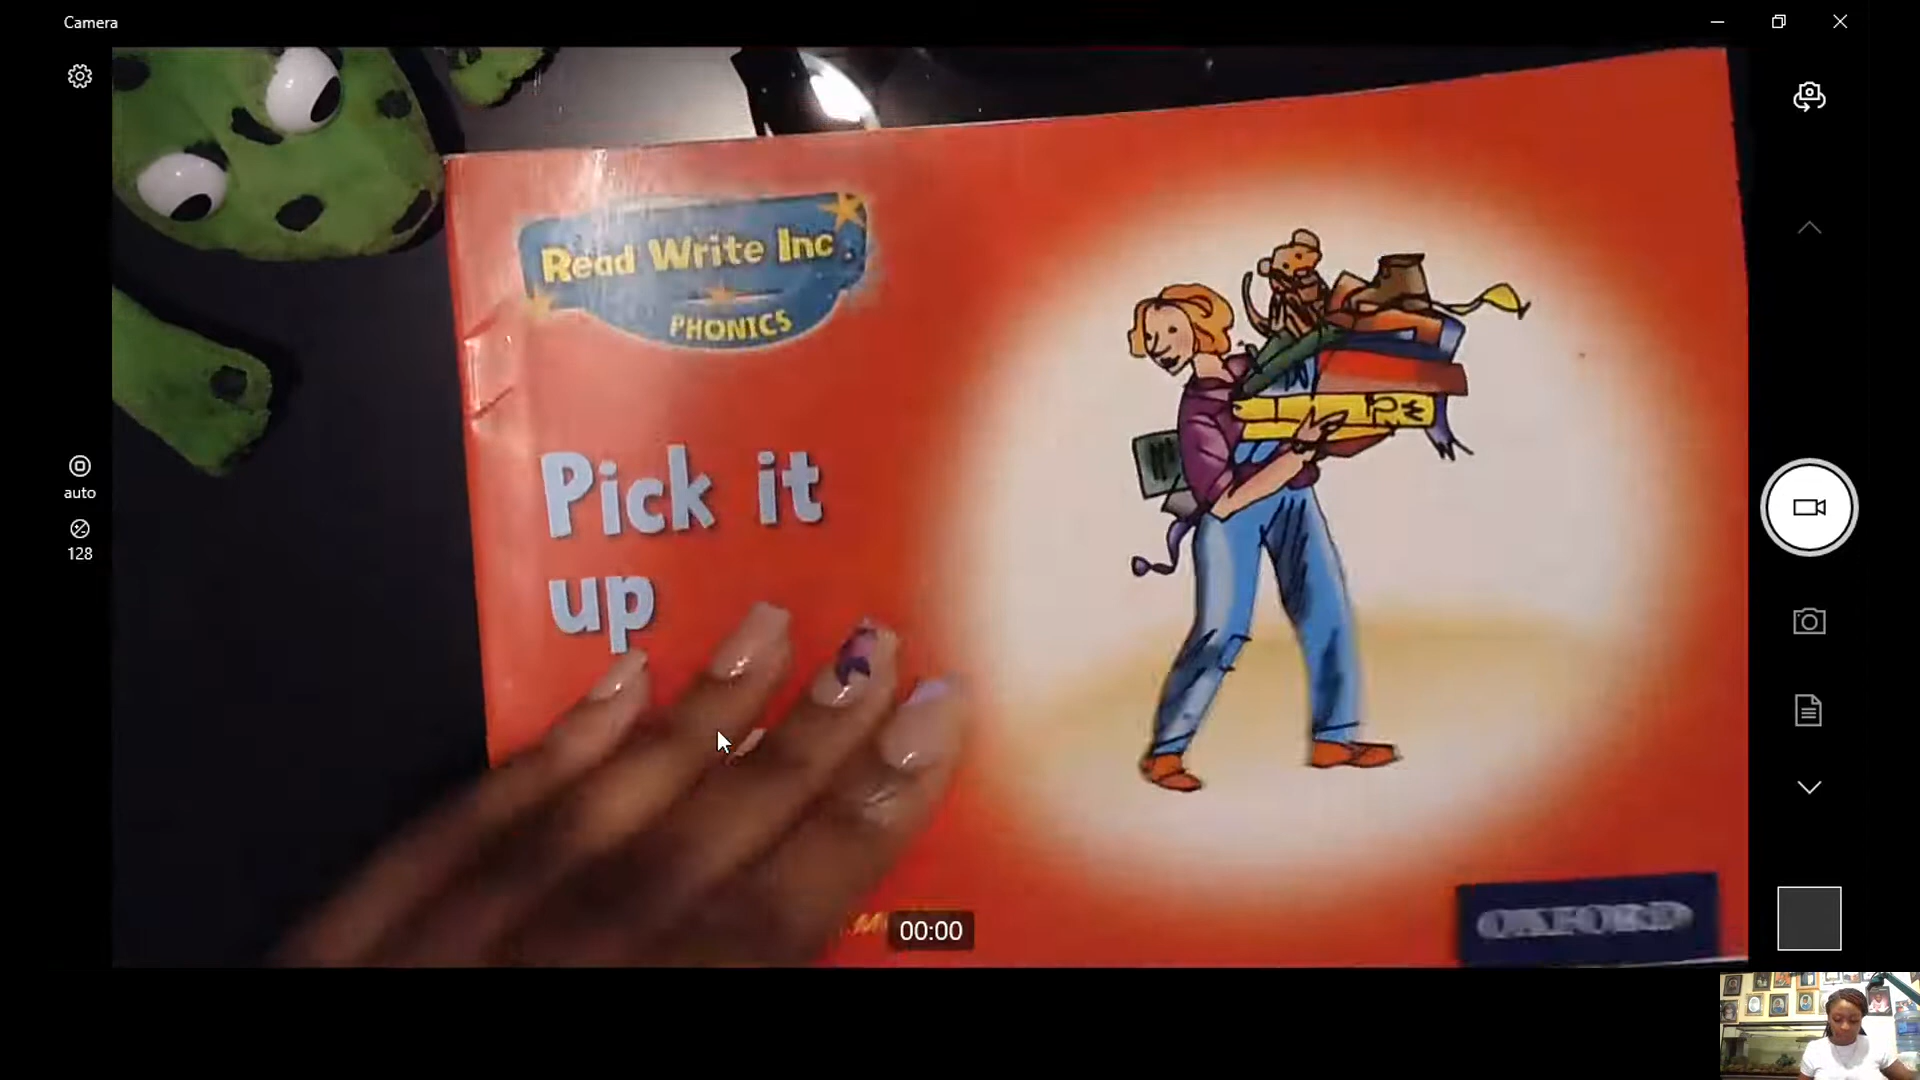 Camera
Read Write Inc.
PHONICS
Pick it
up
auto
128
00:00
OXFORD